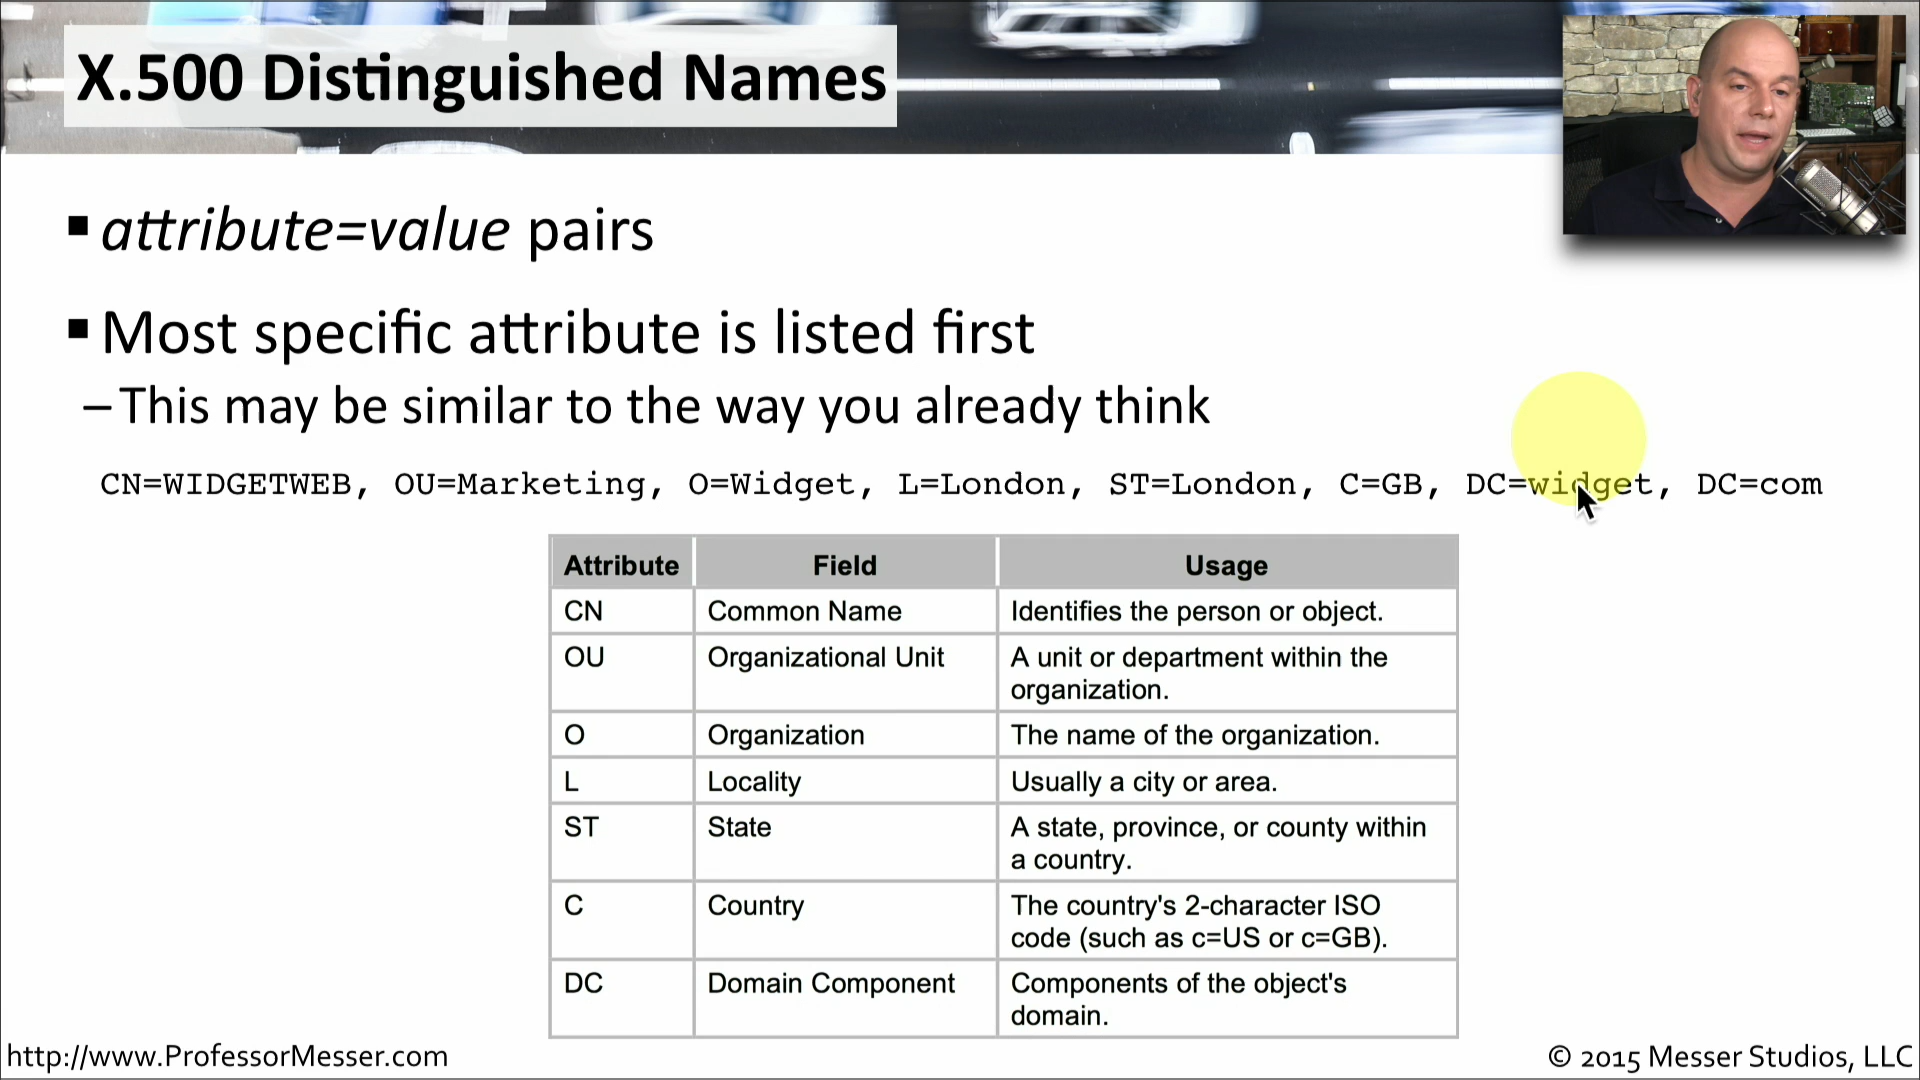 X.500 Distinguished Names
▪ attribute=value pairs
▪ Most specific attribute is listed first
– This may be similar to the way you already think
CN=WIDGETWEB, OU=Marketing, O=Widget, L=London, ST=London, C=GB, DC=widget, DC=com
Attribute Field Usage
CN Common Name Identifies the person or object.
OU Organizational Unit A unit or department within the
organization.
O Organization The name of the organization.
L Locality Usually a city or area.
ST State A state, province, or county within
a country.
C Country The country's 2-character ISO
code (such as c=US or c=GB).
DC Domain Component Components of the object's
domain.
http://www.ProfessorMesser.com
© 2015 Messer Studios, LLC